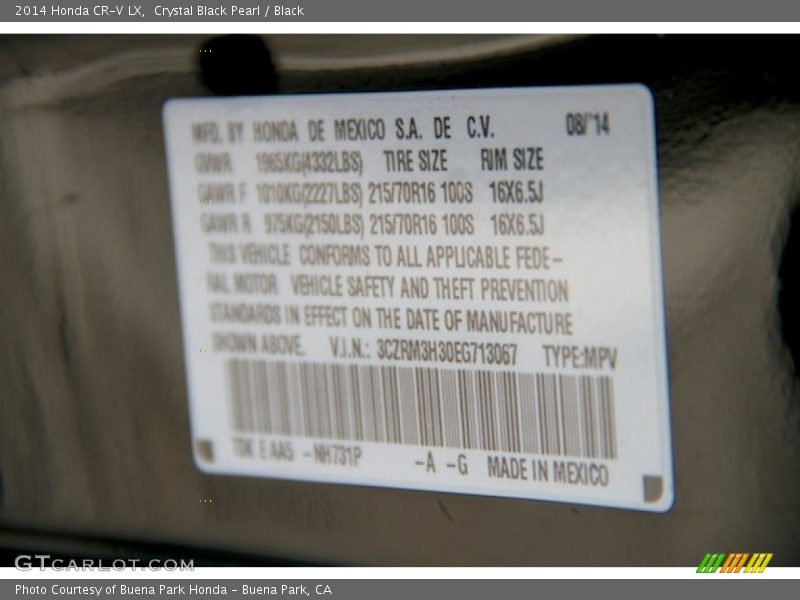 2014 Honda CR-V LX,  Crystal Black Pearl / Black
MFD. BY HONDA DE MEXICO S.A. DE C.V. 08/'14
GVWR 1965KG(4332LBS) TIRE SIZE RIM SIZE
GAWR F 1010KG(2227LBS) 215/70R16 100S 16X6.5J
GAWR R 975KG(2150LBS) 215/70R16 100S 16X6.5J
THIS VEHICLE CONFORMS TO ALL APPLICABLE FEDE-
RAL MOTOR VEHICLE SAFETY AND THEFT PREVENTION
STANDARDS IN EFFECT ON THE DATE OF MANUFACTURE
SHOWN ABOVE. V.I.N.: 3CZRM3H30EG713067 TYPE:MPV
E AA5 -NH731P -A -G MADE IN MEXICO
GTCARLOT.COM
Photo Courtesy of Buena Park Honda - Buena Park, CA